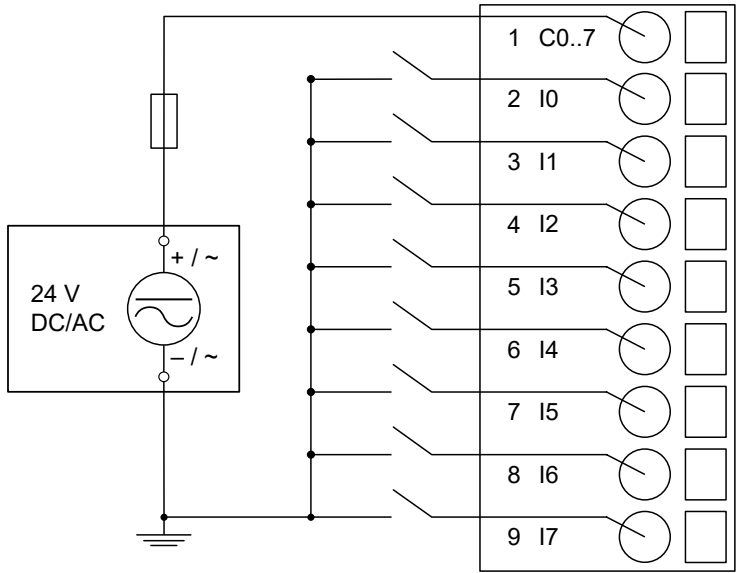 1 C0..7
2 I0
3 I1
4 I2
+ / ~
5 I3
24 V
DC/AC
– / ~
6 I4
7 I5
8 I6
9 I7